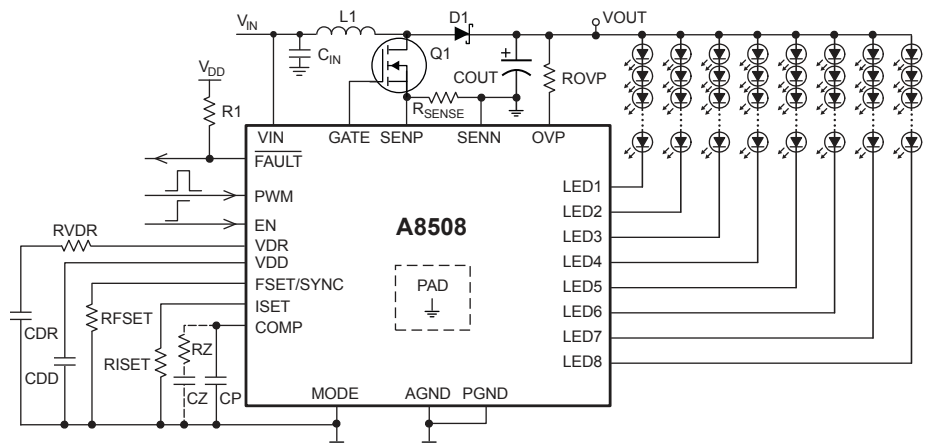 VIN
L1
D1
VOUT
CIN
Q1
COUT
ROVP
VDD
R1
RSENSE
VIN
GATE
SENP
SENN
OVP
FAULT
PWM
EN
VDR
VDD
FSET/SYNC
ISET
COMP
A8508
PAD
LED1
LED2
LED3
LED4
LED5
LED6
LED7
LED8
RVDR
CDR
RFSET
CDD
RISET
RZ
CZ
CP
MODE
AGND
PGND
+